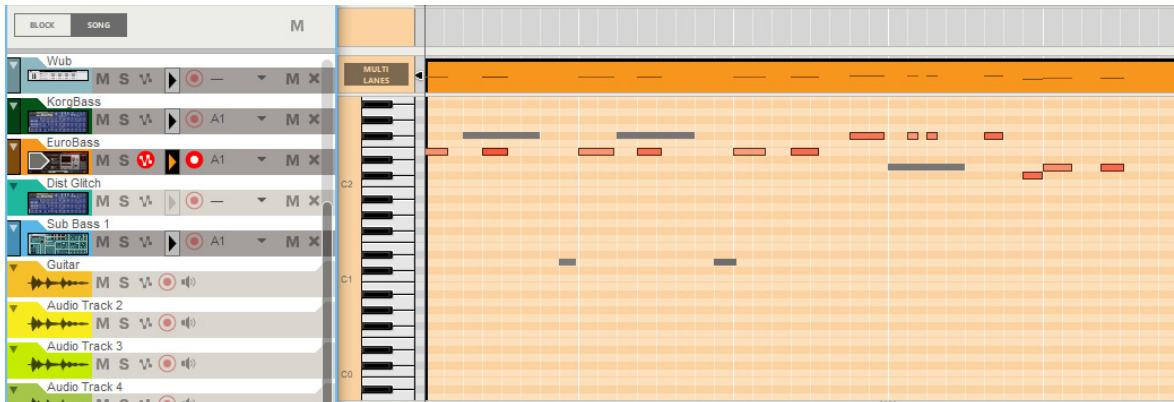 BLOCK SONG M
MULTI
LANES
Wub
M S — M X
KorgBass
M S A1 M X
EuroBass
M S A1 M X
Dist Glitch
M S — M X
Sub Bass 1
M S A1 M X
Guitar
M S
Audio Track 2
M S
Audio Track 3
M S
Audio Track 4
C2
C1
C0